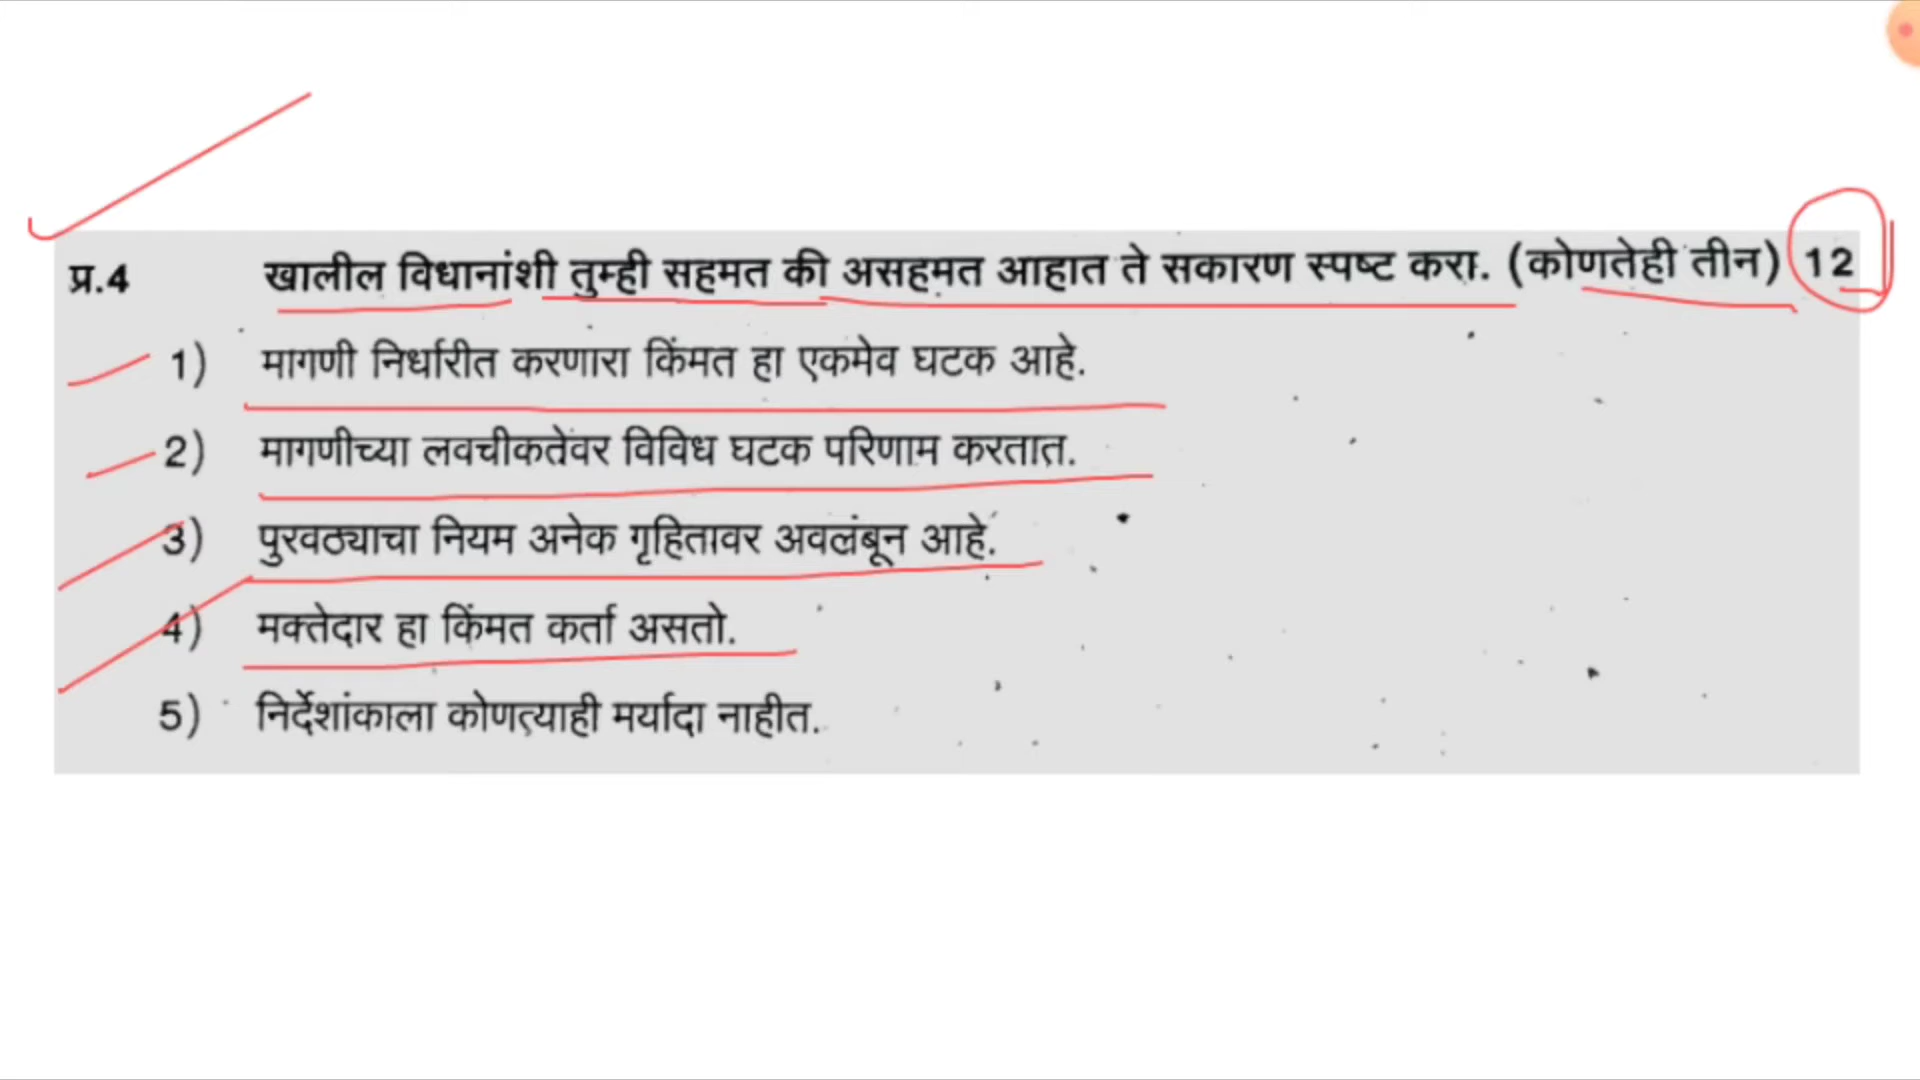 प्र.4 खालील विधानांशी तुम्ही सहमत की असहमत आहात ते सकारण स्पष्ट करा. (कोणतेही तीन) 12
1) मागणी निर्धारीत करणारा किंमत हा एकमेव घटक आहे.
2) मागणीच्या लवचीकतेवर विविध घटक परिणाम करतात.
3) पुरवठ्याचा नियम अनेक गृहितावर अवलंबून आहे.
4) मक्तेदार हा किंमत कर्ता असतो.
5) निर्देशांकाला कोणत्याही मर्यादा नाहीत.